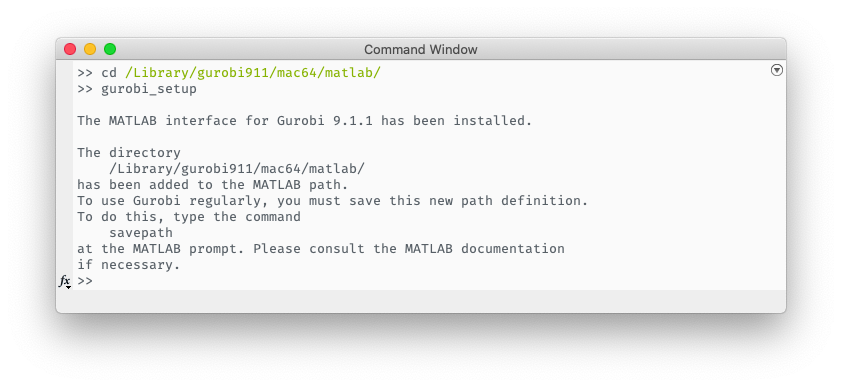 Command Window
>> cd /Library/gurobi911/mac64/matlab/
>> gurobi_setup
The MATLAB interface for Gurobi 9.1.1 has been installed.
The directory
    /Library/gurobi911/mac64/matlab/
has been added to the MATLAB path.
To use Gurobi regularly, you must save this new path definition.
To do this, type the command
    savepath
at the MATLAB prompt. Please consult the MATLAB documentation
if necessary.
fx >>